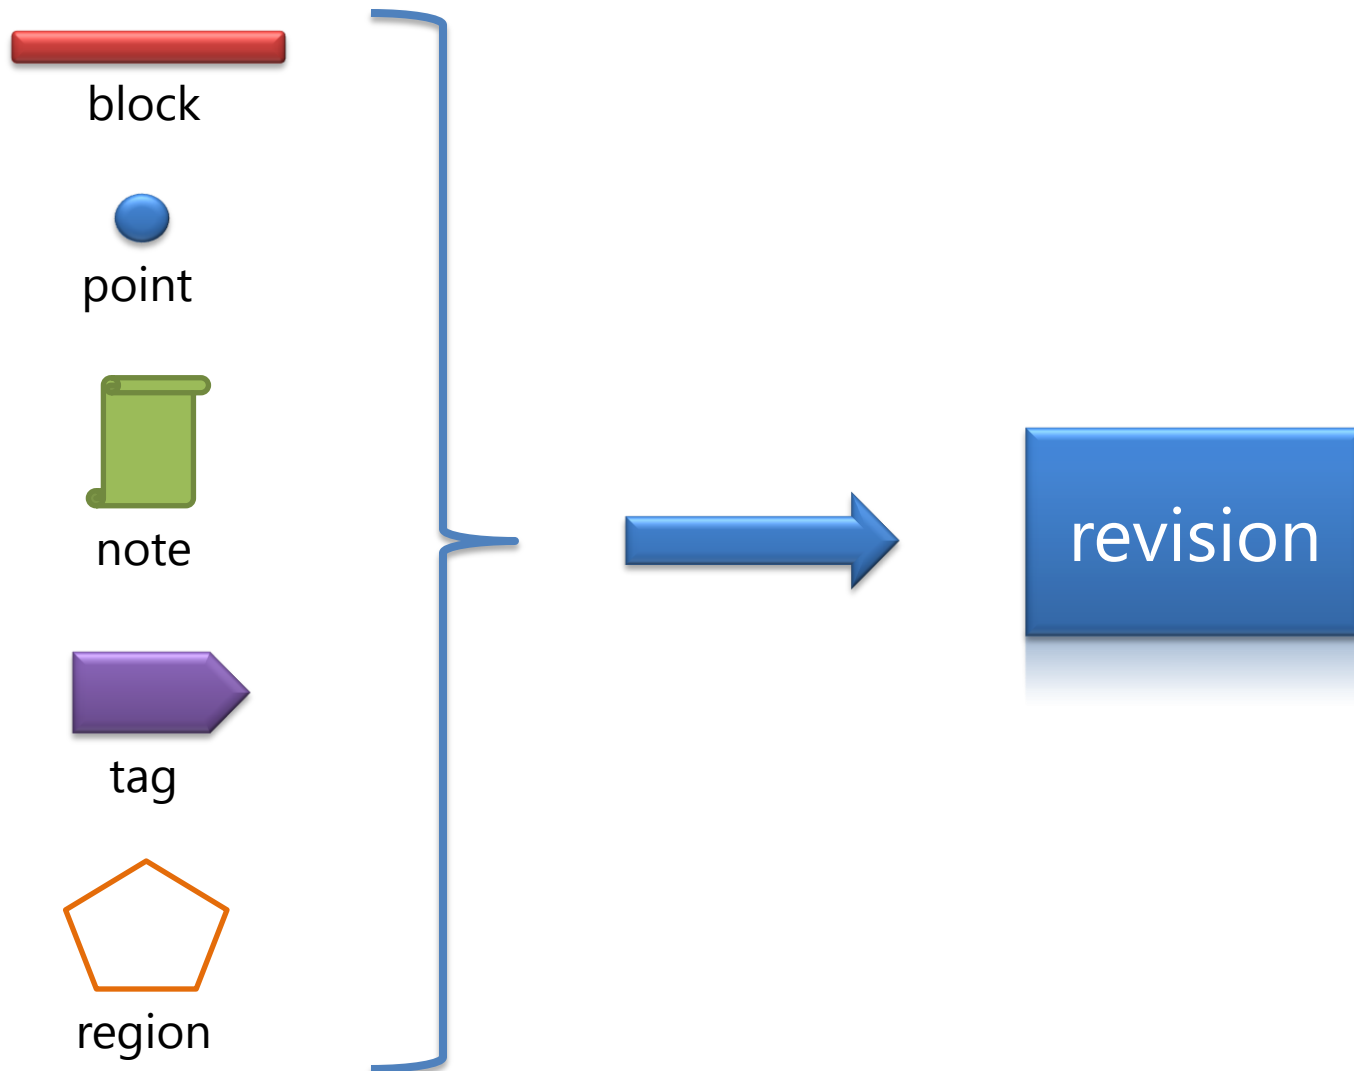 block
point
note
tag
region
revision